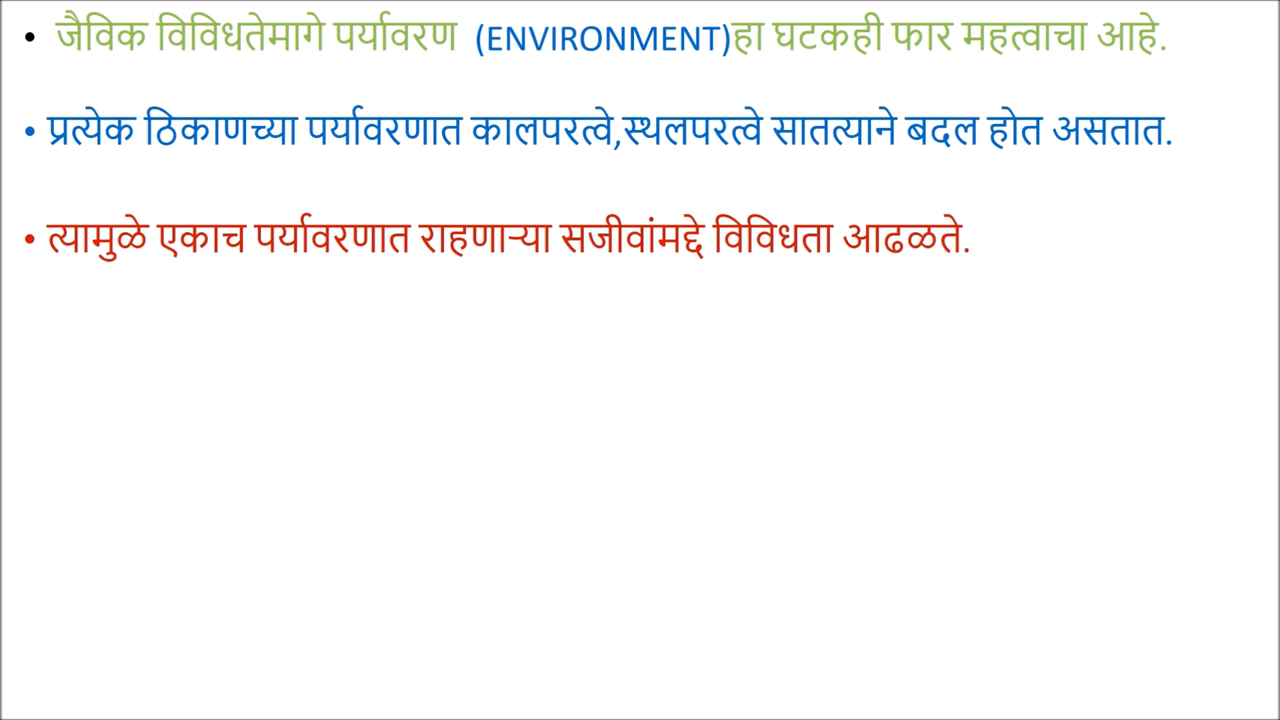 • जैविक विविधतेमागे पर्यावरण (ENVIRONMENT)हा घटकही फार महत्वाचा आहे.
• प्रत्येक ठिकाणच्या पर्यावरणात कालपरत्वे,स्थलपरत्वे सातत्याने बदल होत असतात.
• त्यामुळे एकाच पर्यावरणात राहणाऱ्या सजीवांमद्दे विविधता आढळते.